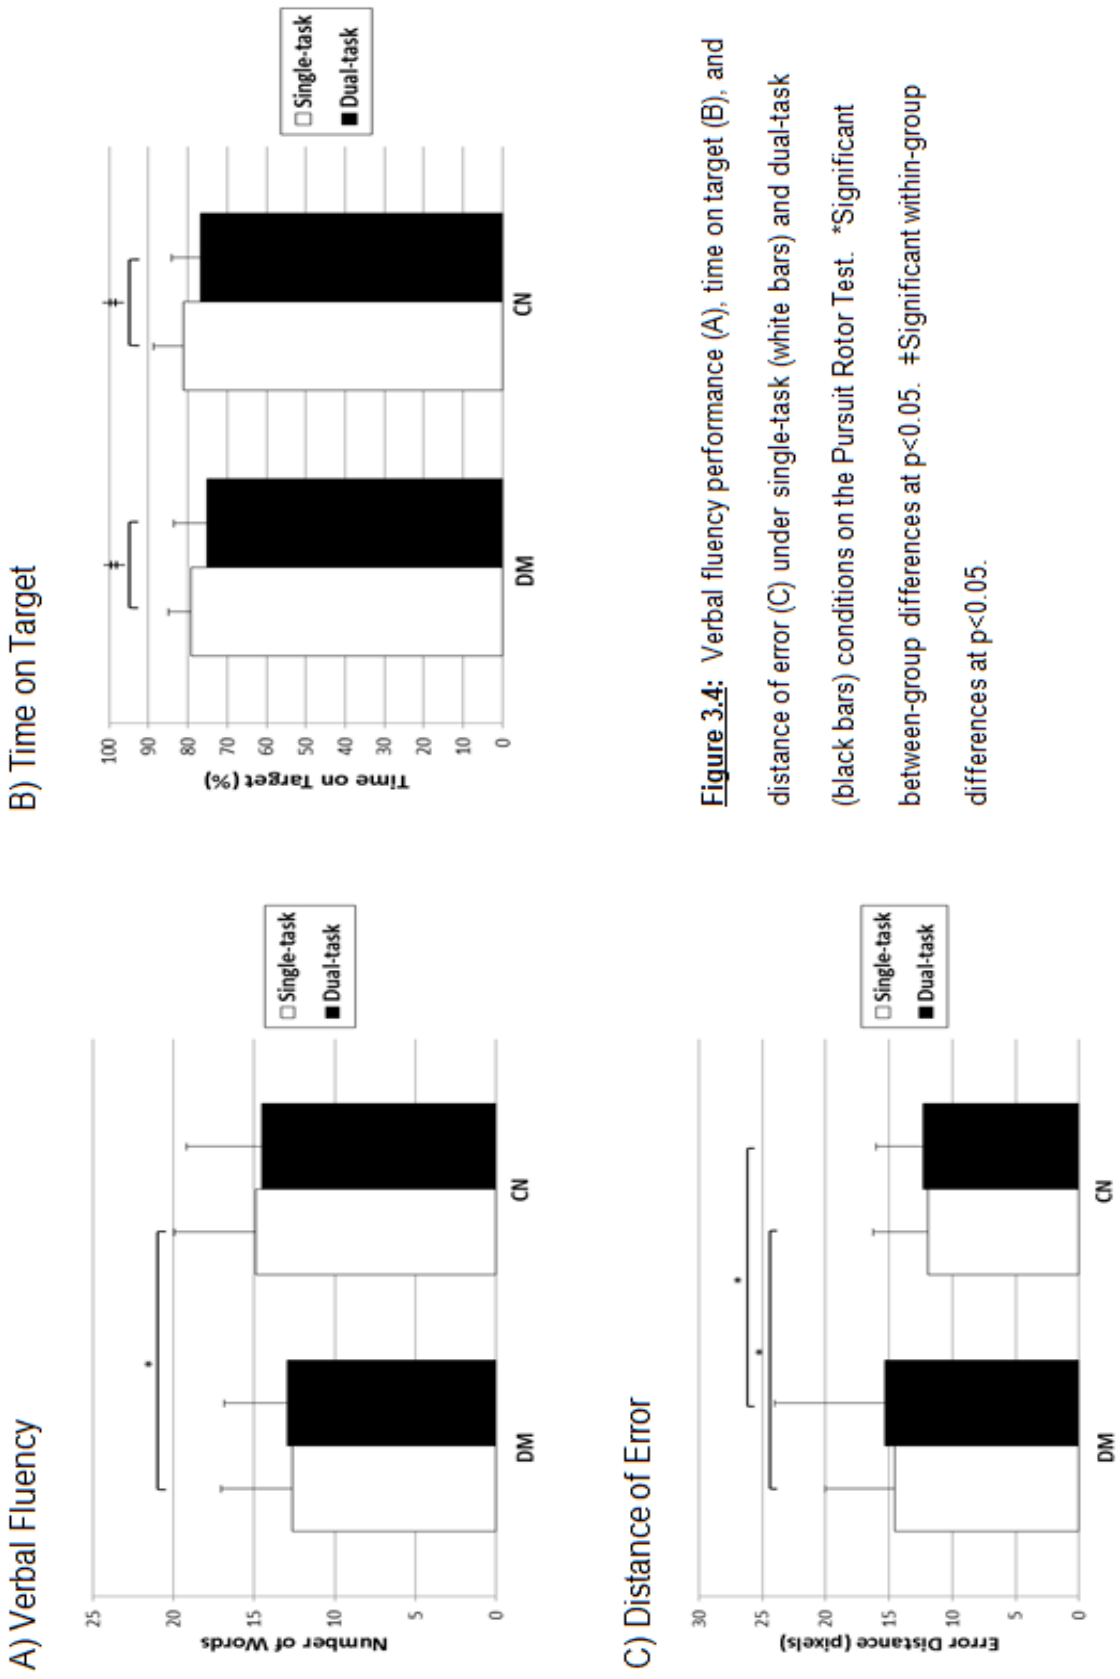 A) Verbal Fluency
Number of Words
25
20
15
10
5
0
*
DM
CN
Single-task
Dual-task
B) Time on Target
Time on Target (%)
100
90
80
70
60
50
40
30
20
10
0
ǂ
ǂ
DM
CN
Single-task
Dual-task
C) Distance of Error
Error Distance (pixels)
30
25
20
15
10
5
0
*
*
DM
CN
Single-task
Dual-task
Figure 3.4: Verbal fluency performance (A), time on target (B), and
distance of error (C) under single-task (white bars) and dual-task
(black bars) conditions on the Pursuit Rotor Test. *Significant
between-group differences at p<0.05. ǂSignificant within-group
differences at p<0.05.